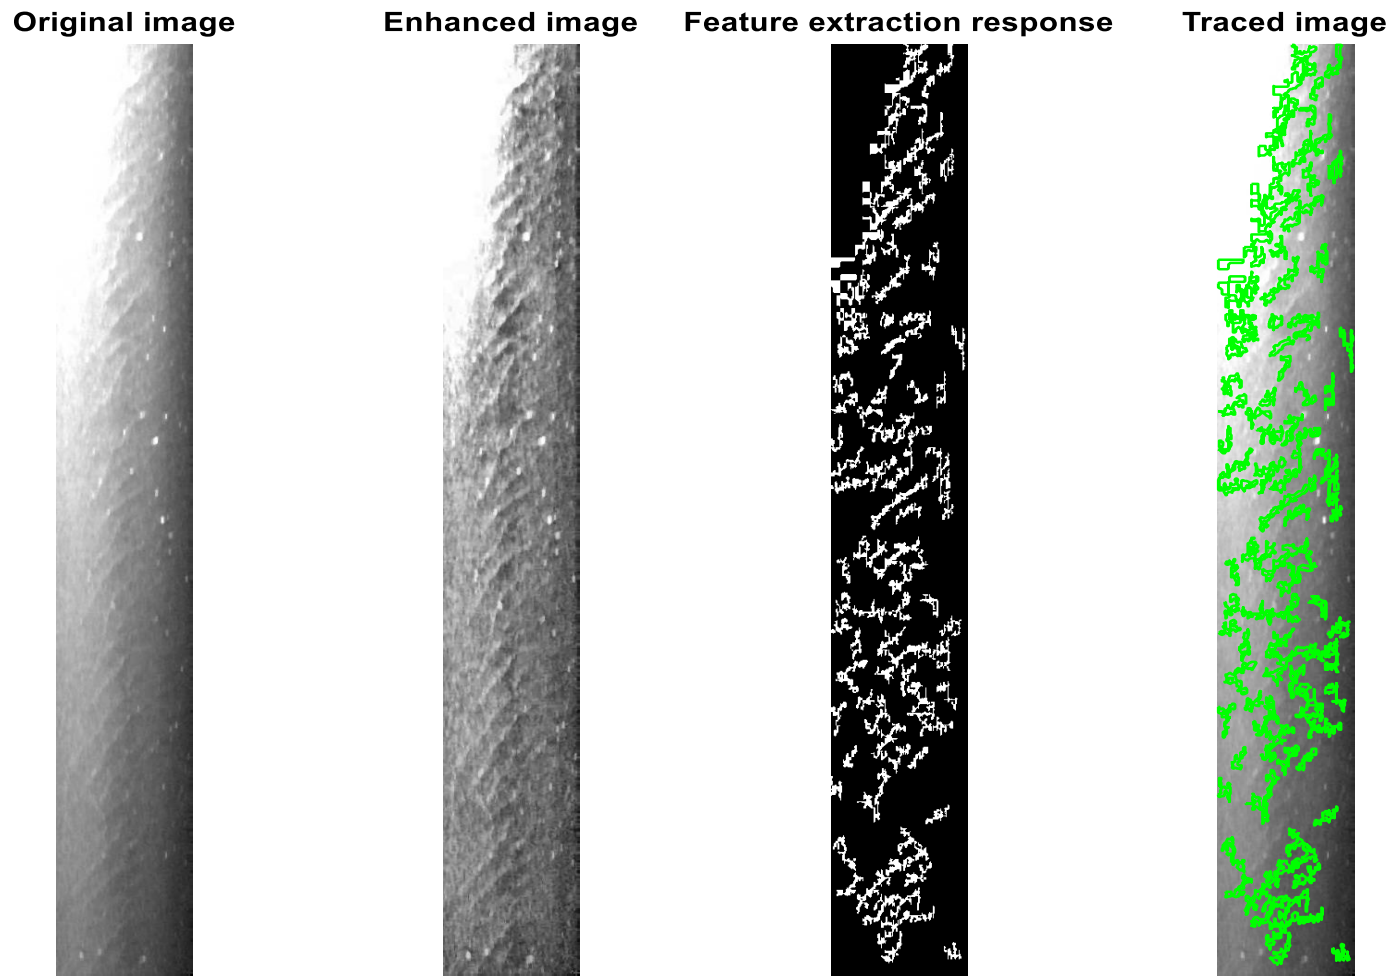 Original image
Enhanced image
Feature extraction response
Traced image